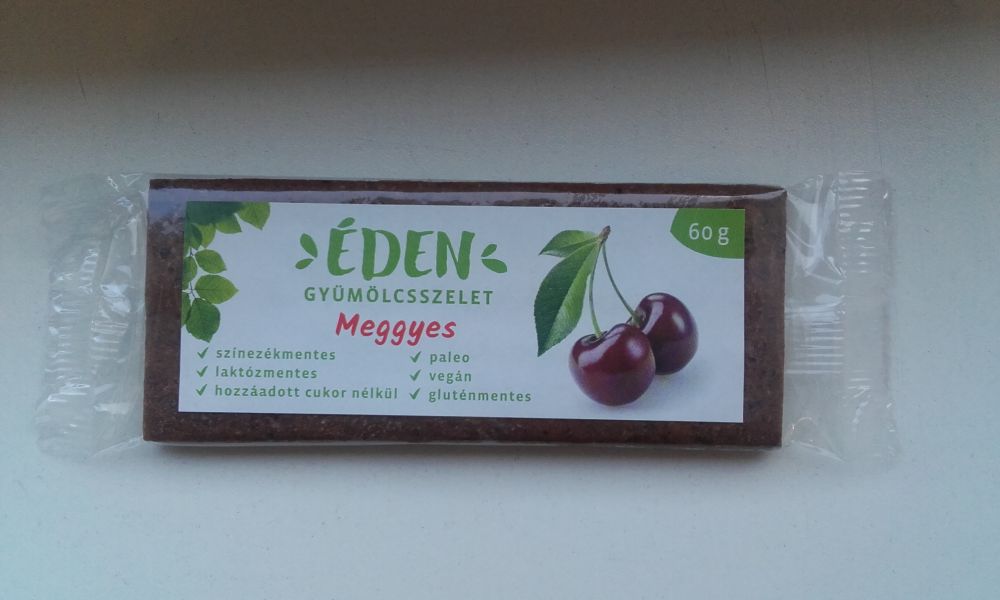 ÉDEN
60 g
GYÜMÖLCSSZELET
Meggyes
✓ színezékmentes
✓ laktózmentes
✓ hozzáadott cukor nélkül
✓ paleo
✓ vegán
✓ gluténmentes